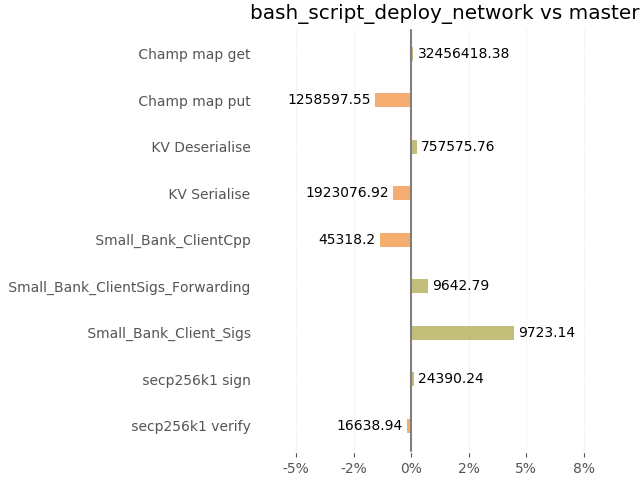 bash_script_deploy_network vs master
Champ map get 32456418.38
Champ map put 1258597.55
KV Deserialise 757575.76
KV Serialise 1923076.92
Small_Bank_ClientCpp 45318.2
Small_Bank_ClientSigs_Forwarding 9642.79
Small_Bank_Client_Sigs 9723.14
secp256k1 sign 24390.24
secp256k1 verify 16638.94
-5% -2% 0% 2% 5% 8%